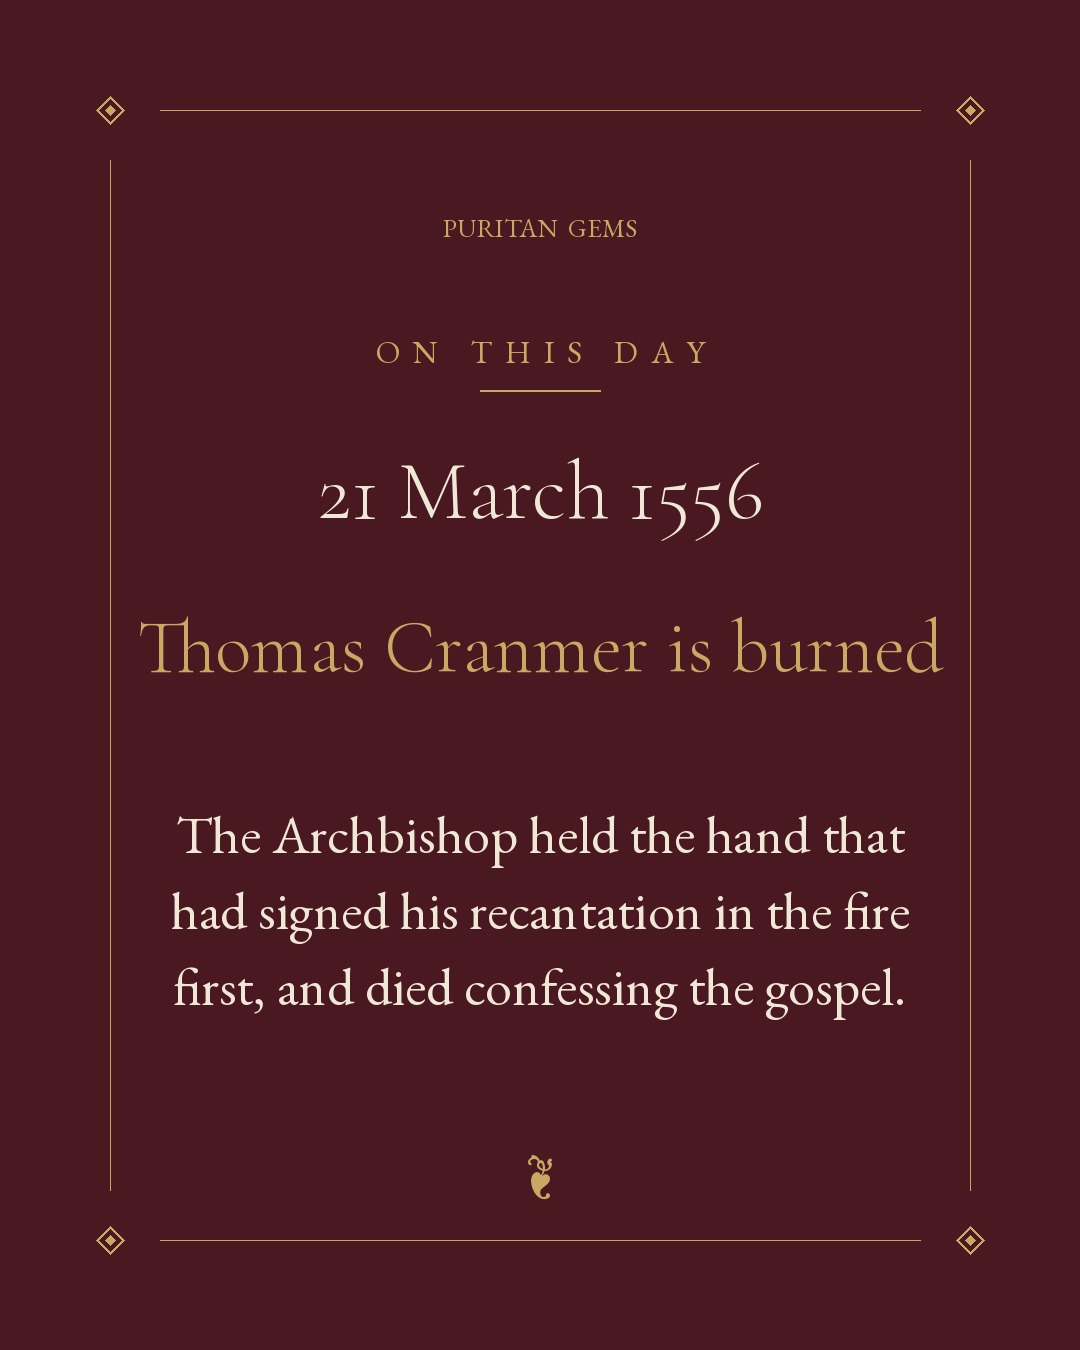 PURITAN GEMS
ON THIS DAY
21 March 1556
Thomas Cranmer is burned
The Archbishop held the hand that
had signed his recantation in the fire
first, and died confessing the gospel.